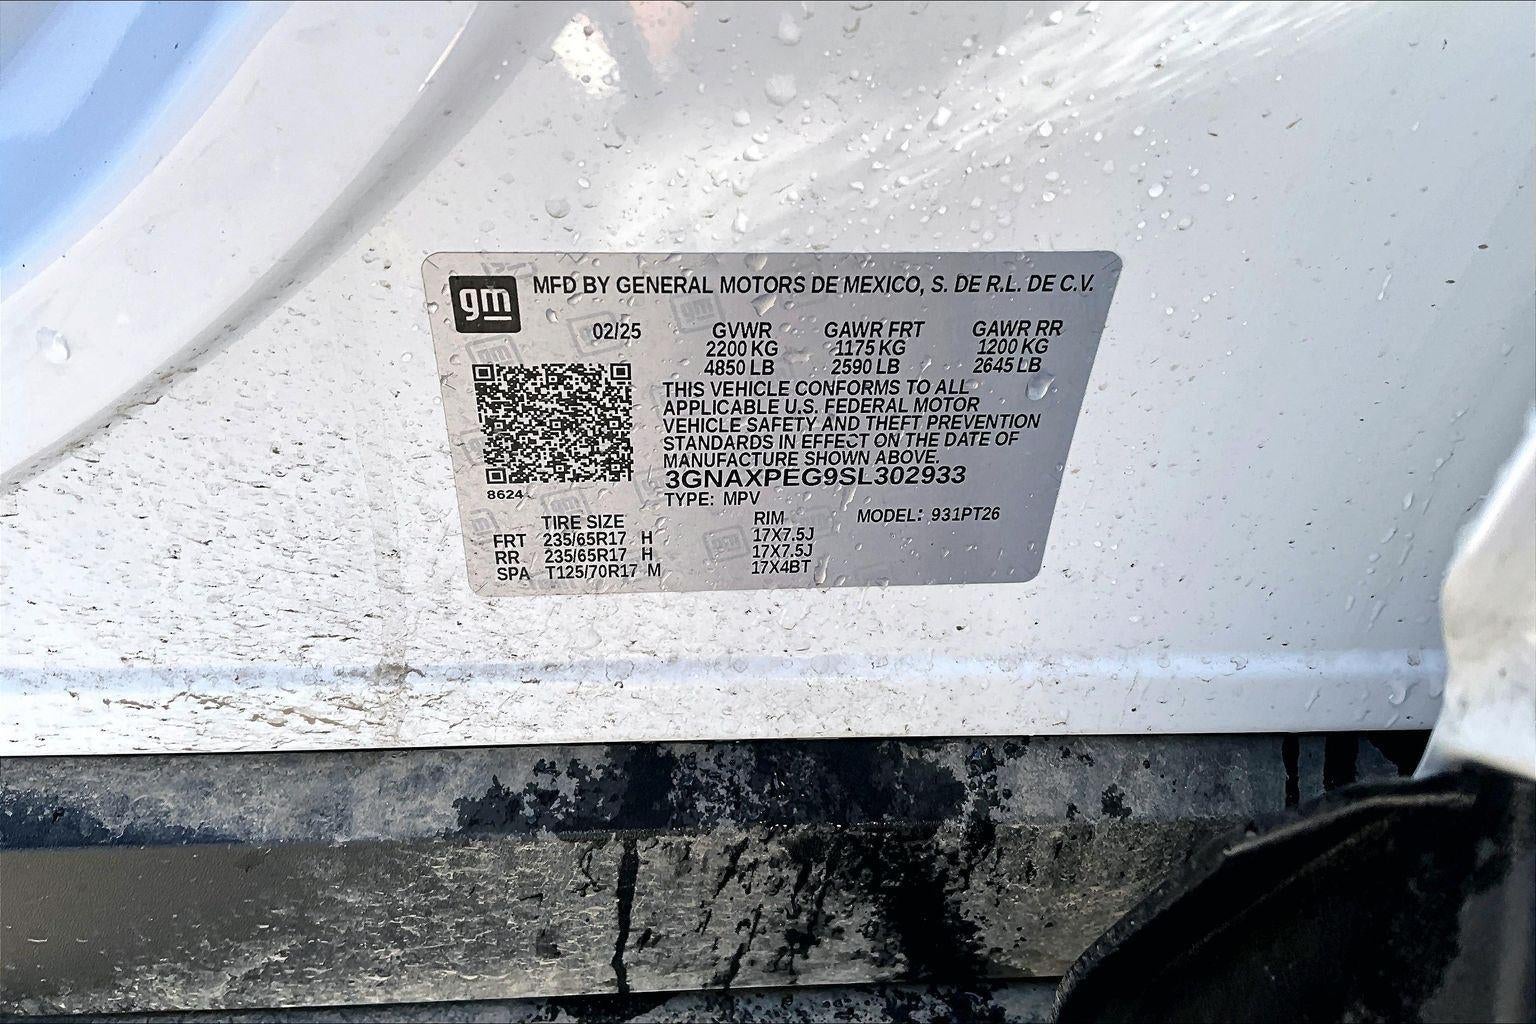 gm MFD BY GENERAL MOTORS DE MEXICO, S. DE R.L. DE C.V.
02/25 GVWR GAWR FRT GAWR RR
2200 KG 1175 KG 1200 KG
4850 LB 2590 LB 2645 LB
THIS VEHICLE CONFORMS TO ALL
APPLICABLE U.S. FEDERAL MOTOR
VEHICLE SAFETY AND THEFT PREVENTION
STANDARDS IN EFFECT ON THE DATE OF
MANUFACTURE SHOWN ABOVE.
3GNAXPEG9SL302933
8624
TYPE: MPV
TIRE SIZE RIM MODEL: 931PT26
FRT 235/65R17 H 17X7.5J
RR 235/65R17 H 17X7.5J
SPA T125/70R17 M 17X4BT